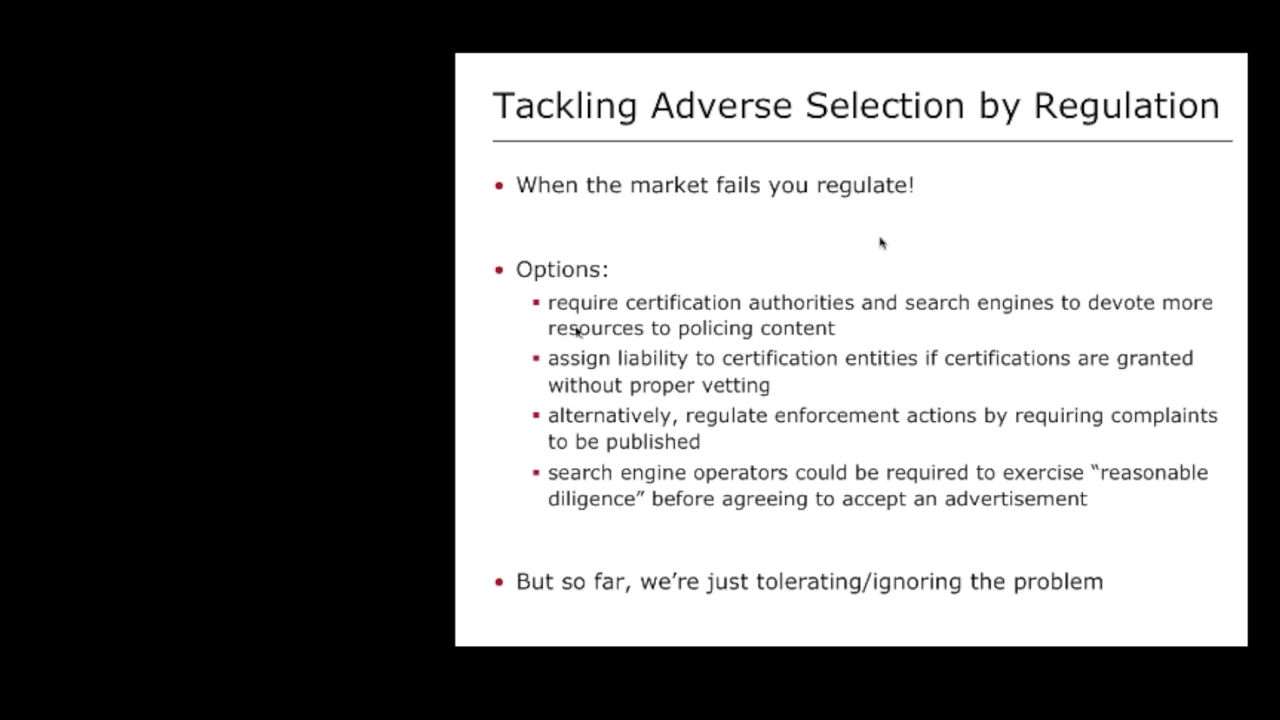 Tackling Adverse Selection by Regulation
• When the market fails you regulate!
• Options:
▪ require certification authorities and search engines to devote more
resources to policing content
▪ assign liability to certification entities if certifications are granted
without proper vetting
▪ alternatively, regulate enforcement actions by requiring complaints
to be published
▪ search engine operators could be required to exercise “reasonable
diligence” before agreeing to accept an advertisement
• But so far, we’re just tolerating/ignoring the problem